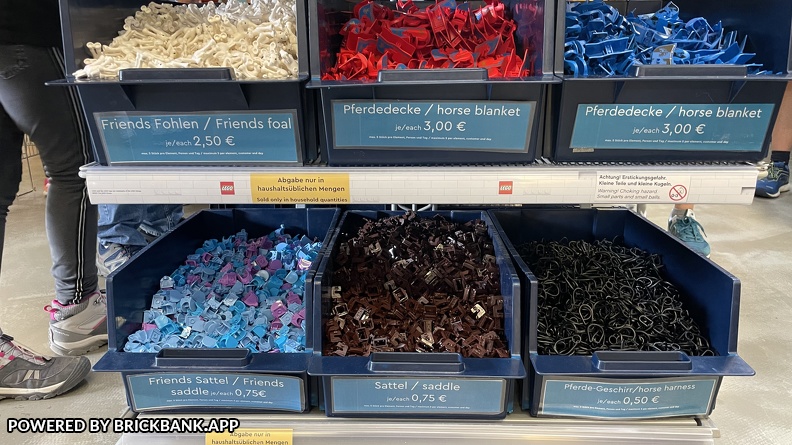 Friends Fohlen / Friends foal
je/each 2,50 €
Pferdedecke / horse blanket
je/each 3,00 €
Pferdedecke / horse blanket
je/each 3,00 €
LEGO
Abgabe nur in
haushaltsüblichen Mengen
Sold only in household quantities
LEGO
Achtung! Erstickungsgefahr.
Kleine Teile und kleine Kugeln.
Warning! Choking hazard.
Small parts and small balls.
Friends Sattel / Friends
saddle je/each 0,75€
Sattel / saddle
je/each 0,75 €
Pferde-Geschirr/horse harness
je/each 0,50 €
Abgabe nur in
haushaltsüblichen Mengen
POWERED BY BRICKBANK.APP